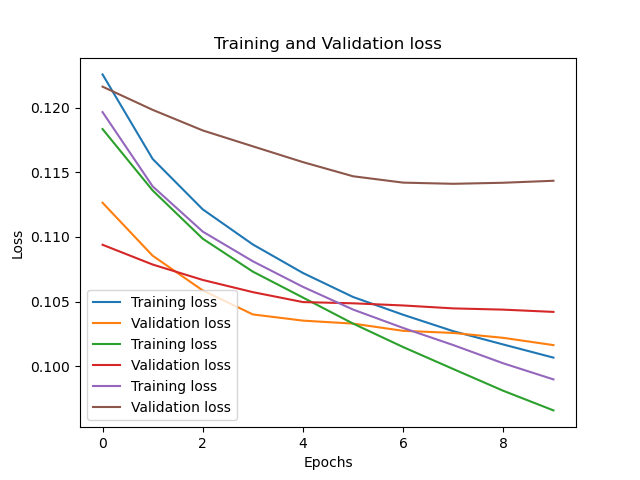 Training and Validation loss
0.120
0.115
0.110
0.105
0.100
Loss
Training loss
Validation loss
Training loss
Validation loss
Training loss
Validation loss
0 2 4 6 8
Epochs